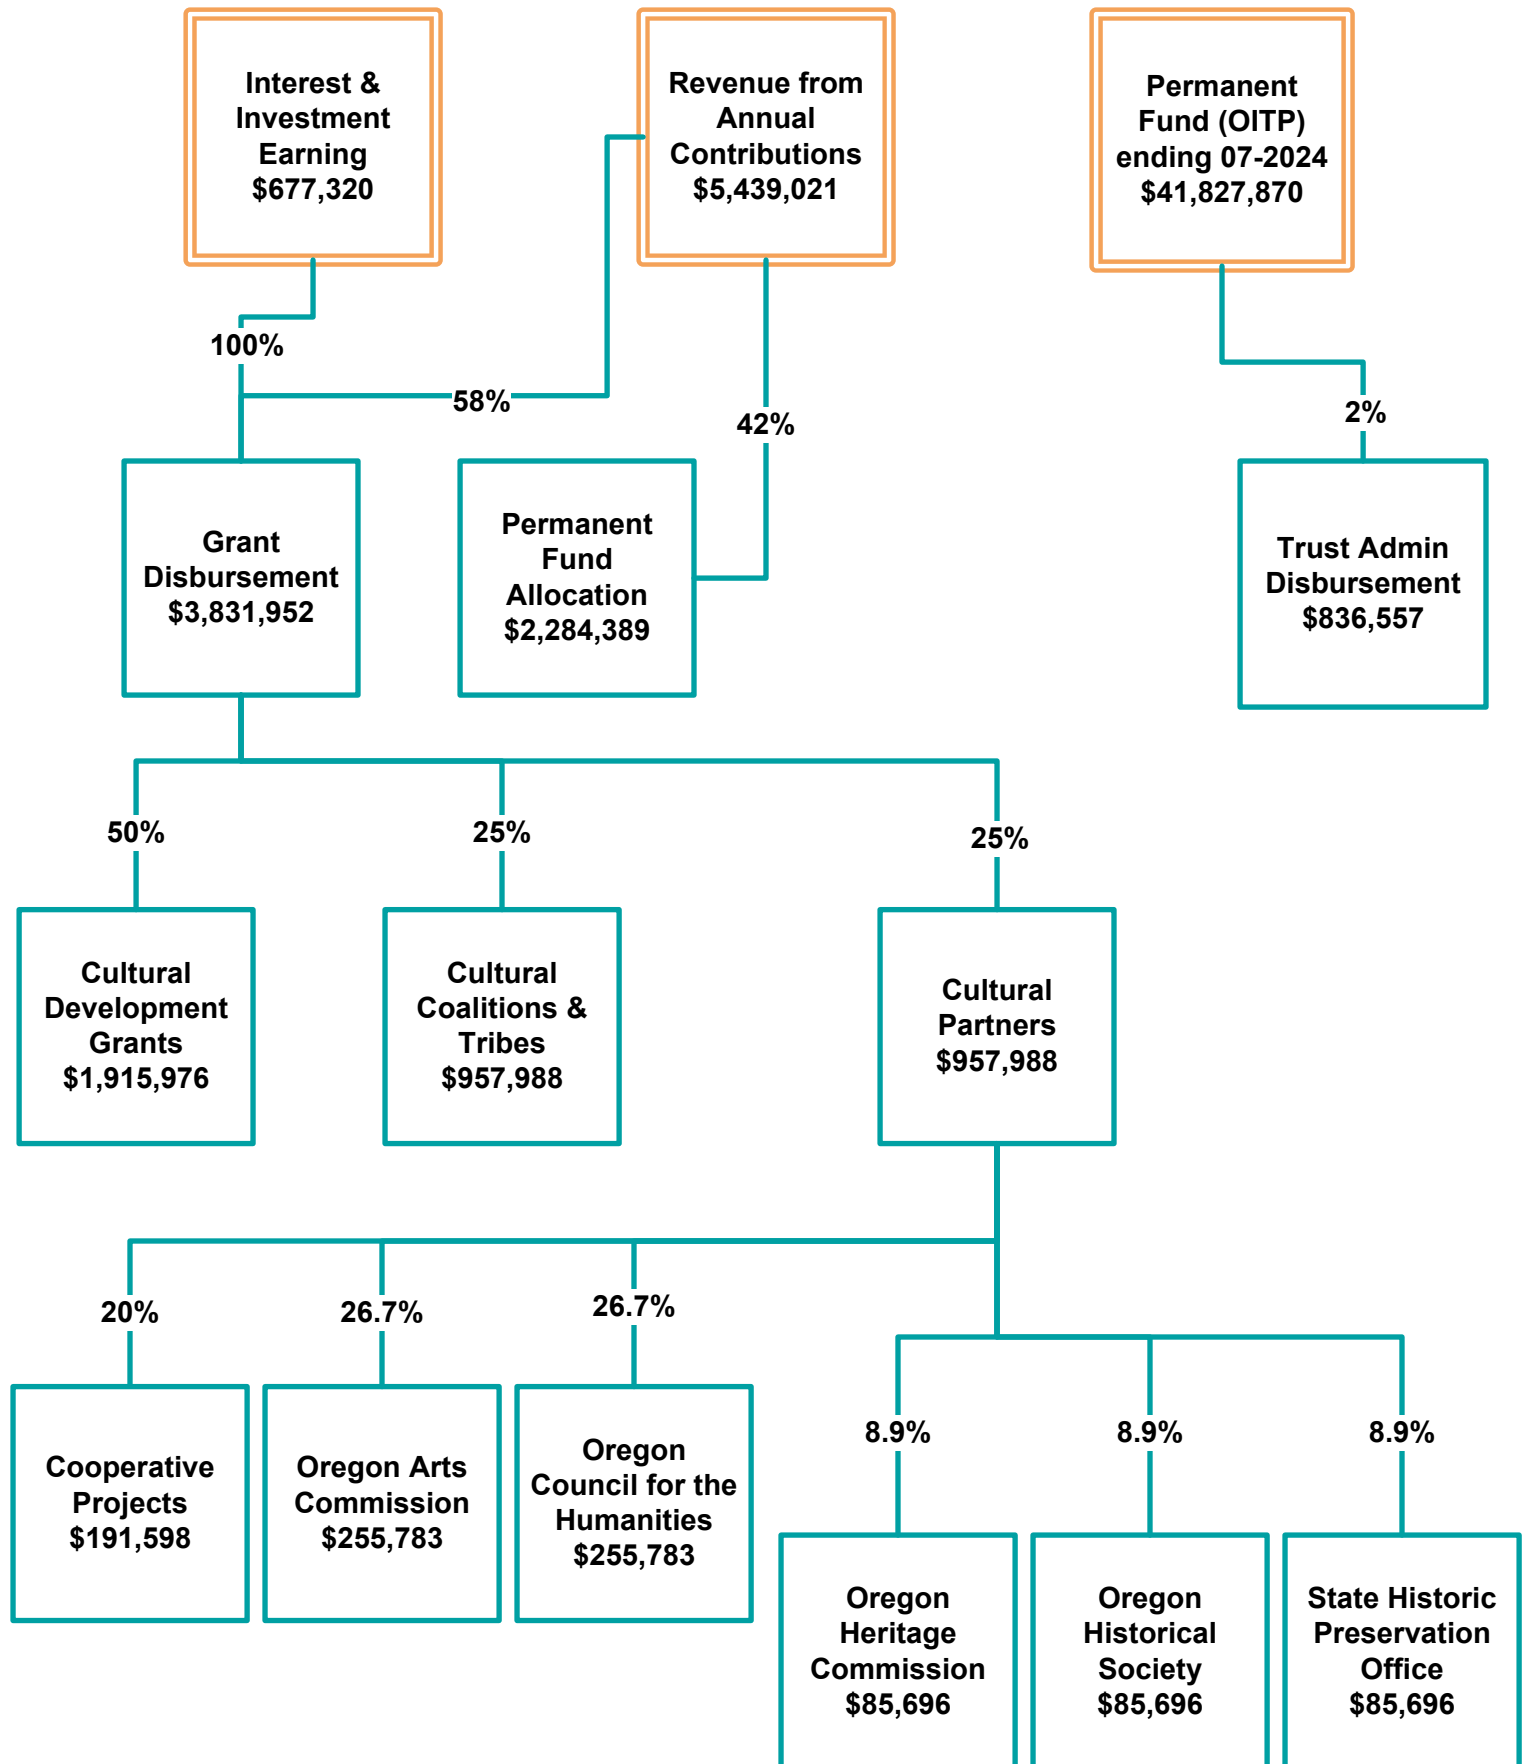 Interest &
Investment
Earning
$677,320
Revenue from
Annual
Contributions
$5,439,021
Permanent
Fund (OITP)
ending 07-2024
$41,827,870
100%
58%
42%
2%
Grant
Disbursement
$3,831,952
Permanent
Fund
Allocation
$2,284,389
Trust Admin
Disbursement
$836,557
50%
25%
25%
Cultural
Development
Grants
$1,915,976
Cultural
Coalitions &
Tribes
$957,988
Cultural
Partners
$957,988
20%
26.7%
26.7%
8.9%
8.9%
8.9%
Cooperative
Projects
$191,598
Oregon Arts
Commission
$255,783
Oregon
Council for the
Humanities
$255,783
Oregon
Heritage
Commission
$85,696
Oregon
Historical
Society
$85,696
State Historic
Preservation
Office
$85,696